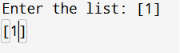 Enter the list: [1]
[1]